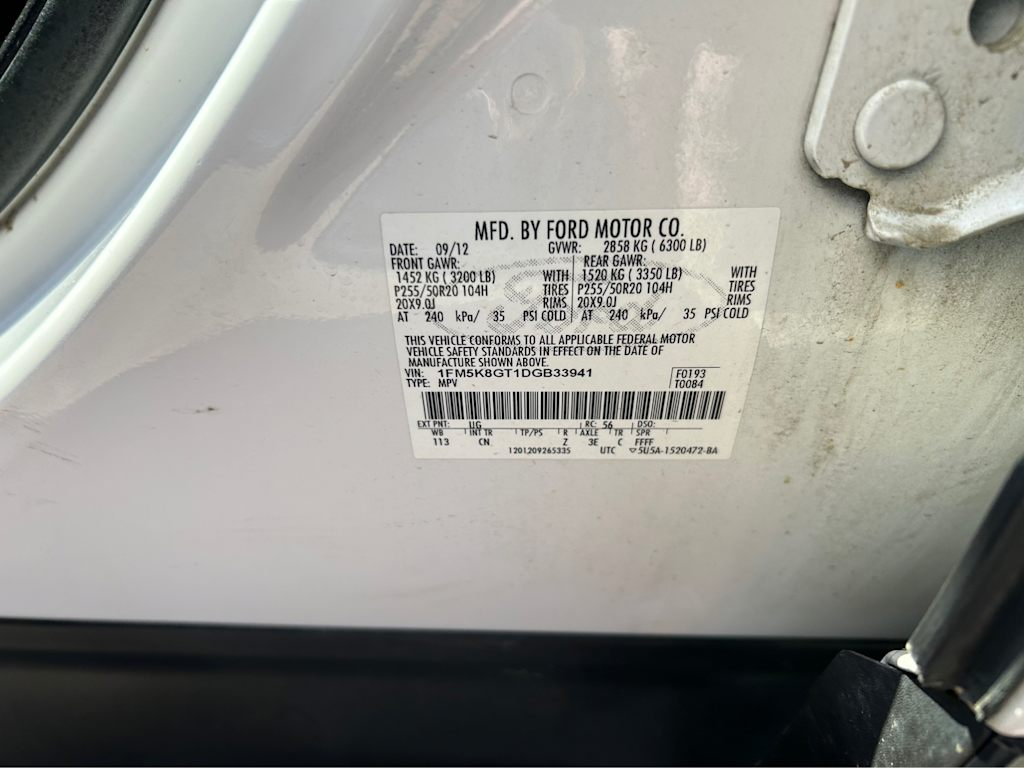 MFD. BY FORD MOTOR CO.
DATE: 09/12 GVWR: 2858 KG ( 6300 LB)
FRONT GAWR: REAR GAWR:
1452 KG ( 3200 LB) WITH 1520 KG ( 3350 LB) WITH
P255/50R20 104H TIRES P255/50R20 104H TIRES
20X9.0J RIMS 20X9.0J RIMS
AT 240 kPa/ 35 PSI COLD AT 240 kPa/ 35 PSI COLD
Ford
THIS VEHICLE CONFORMS TO ALL APPLICABLE FEDERAL MOTOR
VEHICLE SAFETY STANDARDS IN EFFECT ON THE DATE OF
MANUFACTURE SHOWN ABOVE.
VIN: 1FM5K8GT1DGB33941 F0193
TYPE: MPV T0084
EXT PNT: UG RC: 56 DSO:
WB INT TR TP/PS R AXLE TR SPR
113 CN Z 3E C FFFF
1201209265335 UTC ▽5U5A-1520472-BA